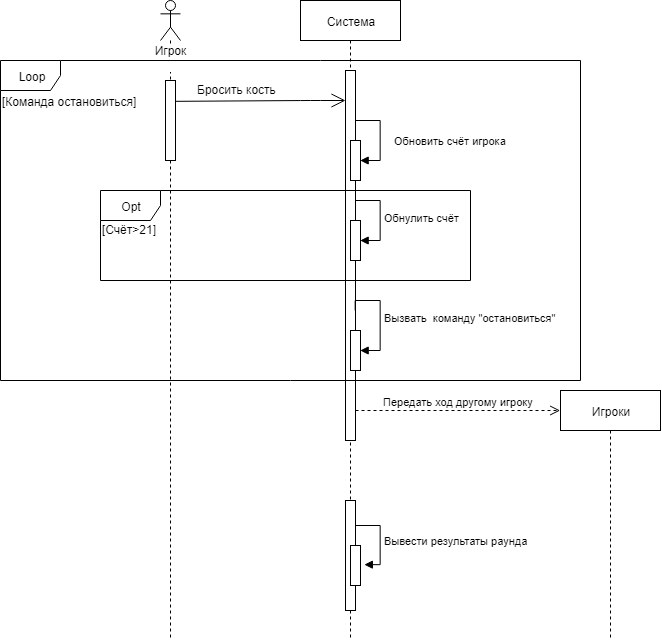 Игрок
Система
Loop
[Команда остановиться]
Бросить кость
Обновить счёт игрока
Opt
[Счёт>21]
Обнулить счёт
Вызвать команду "остановиться"
Передать ход другому игроку
Игроки
Вывести результаты раунда